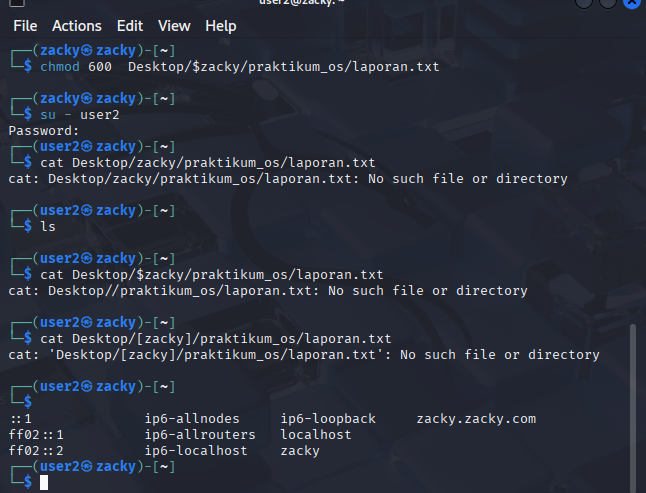 user2@zacky: ~
File Actions Edit View Help
┌──(zacky㉿zacky)-[~]
└─$ chmod 600  Desktop/$zacky/praktikum_os/laporan.txt
┌──(zacky㉿zacky)-[~]
└─$ su - user2
Password:
┌──(user2㉿zacky)-[~]
└─$ cat Desktop/zacky/praktikum_os/laporan.txt
cat: Desktop/zacky/praktikum_os/laporan.txt: No such file or directory
┌──(user2㉿zacky)-[~]
└─$ ls
┌──(user2㉿zacky)-[~]
└─$ cat Desktop/$zacky/praktikum_os/laporan.txt
cat: Desktop//praktikum_os/laporan.txt: No such file or directory
┌──(user2㉿zacky)-[~]
└─$ cat Desktop/[zacky]/praktikum_os/laporan.txt
cat: 'Desktop/[zacky]/praktikum_os/laporan.txt': No such file or directory
┌──(user2㉿zacky)-[~]
└─$
::1              ip6-allnodes     ip6-loopback     zacky.zacky.com
ff02::1          ip6-allrouters   localhost
ff02::2          ip6-localhost    zacky
┌──(user2㉿zacky)-[~]
└─$